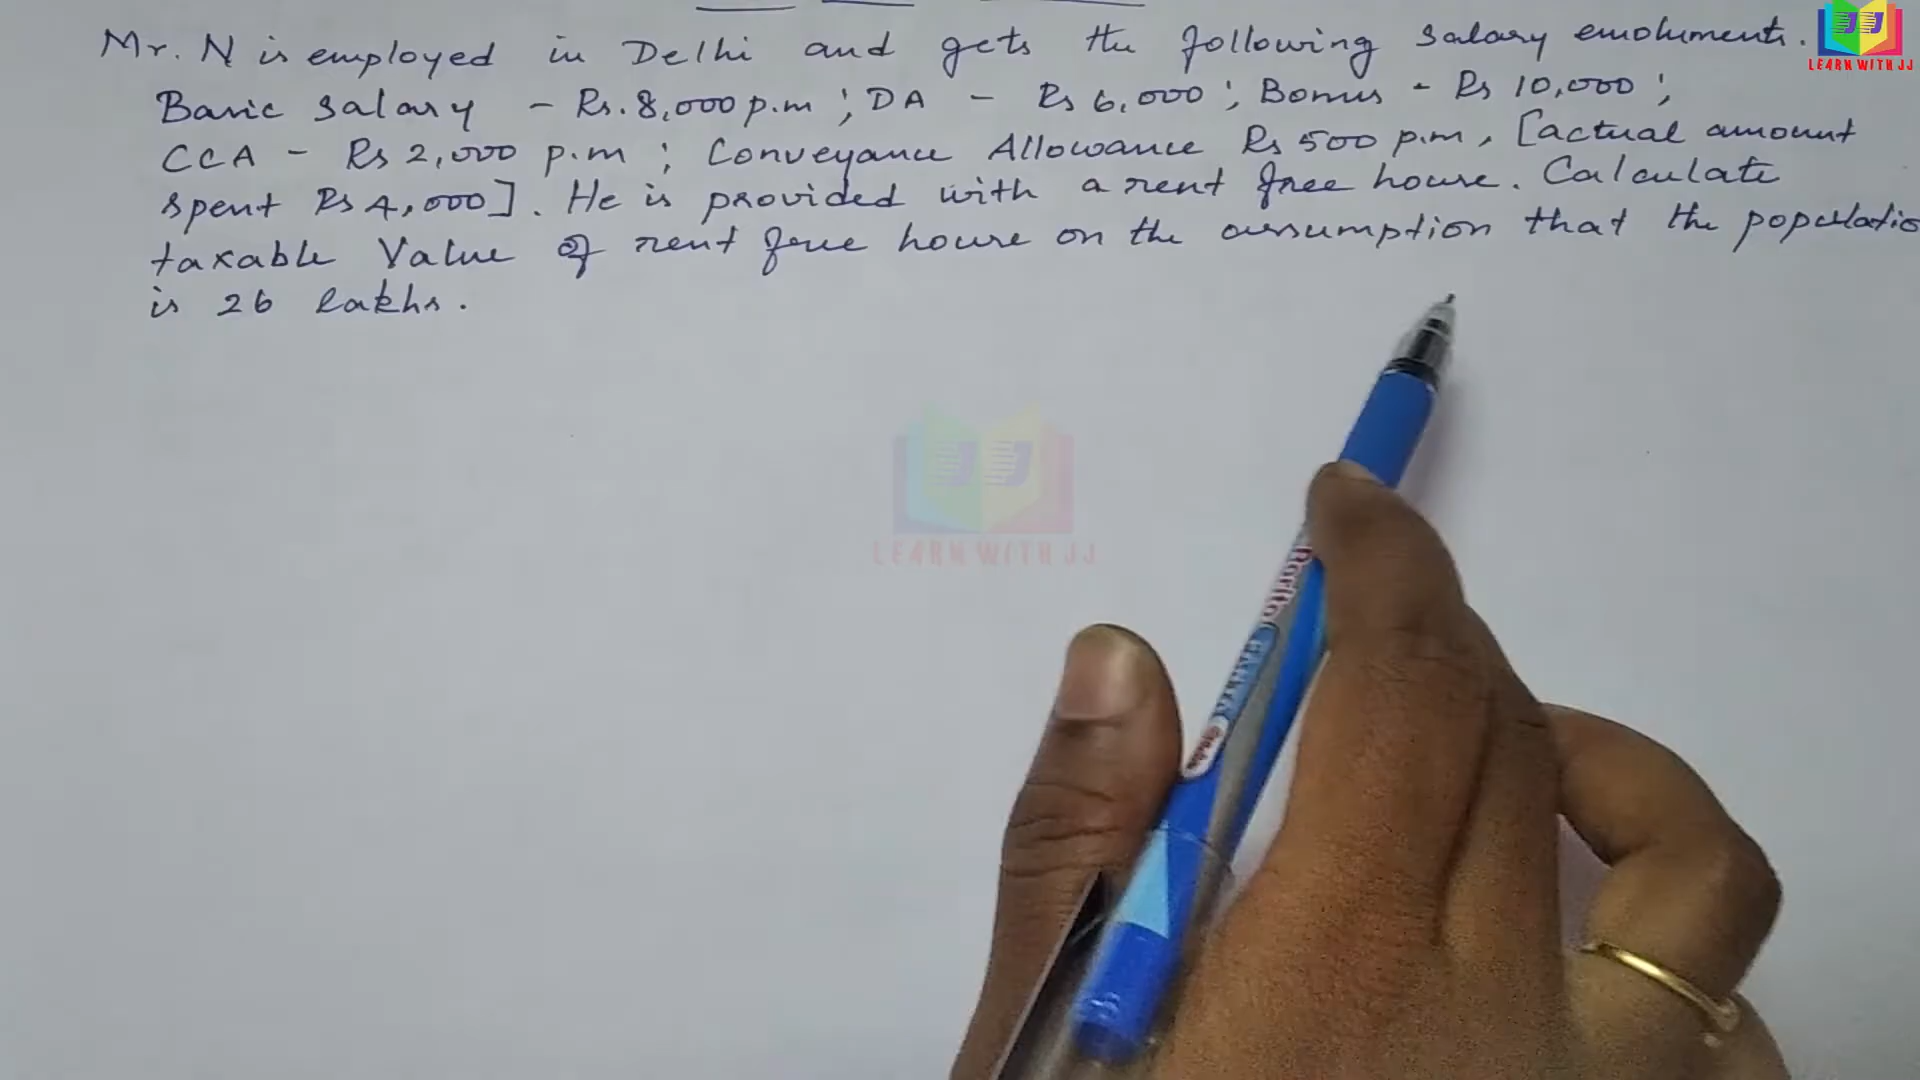 Mr. N is employed in Delhi and gets the following salary emoluments.
Basic salary - Rs. 8,000 p.m ; DA - Rs 6,000 ; Bonus - Rs 10,000 ;
CCA - Rs 2,000 p.m ; Conveyance Allowance Rs 500 p.m, [actual amount
spent Rs 4,000]. He is provided with a rent free house. Calculate
taxable Value of rent free house on the assumption that the populatio
is 26 lakhs.
JJ
LEARN WITH JJ
JJ
LEARN WITH JJ